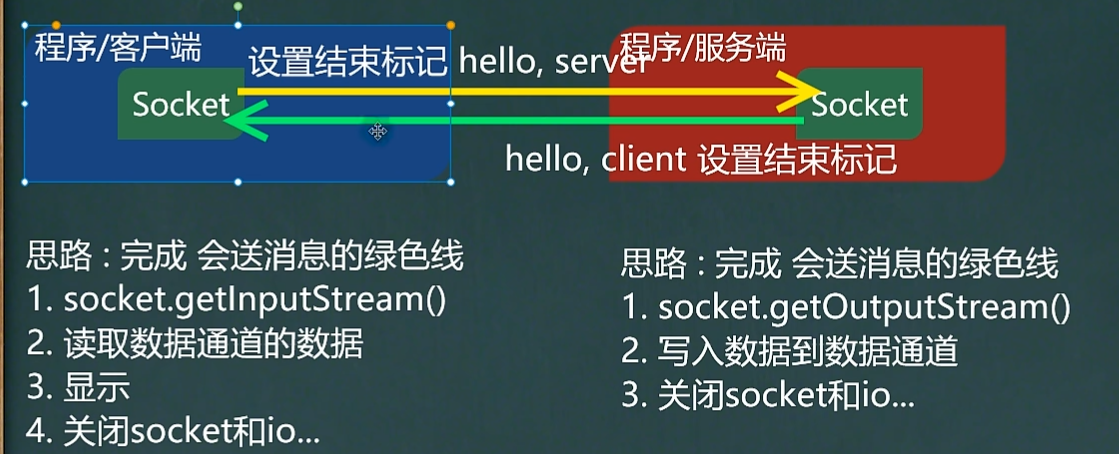 程序/客户端
设置结束标记 hello, server
程序/服务端
Socket
Socket
hello, client 设置结束标记
思路 : 完成 会送消息的绿色线
1. socket.getInputStream()
2. 读取数据通道的数据
3. 显示
4. 关闭socket和io...
思路 : 完成 会送消息的绿色线
1. socket.getOutputStream()
2. 写入数据到数据通道
3. 关闭socket和io...